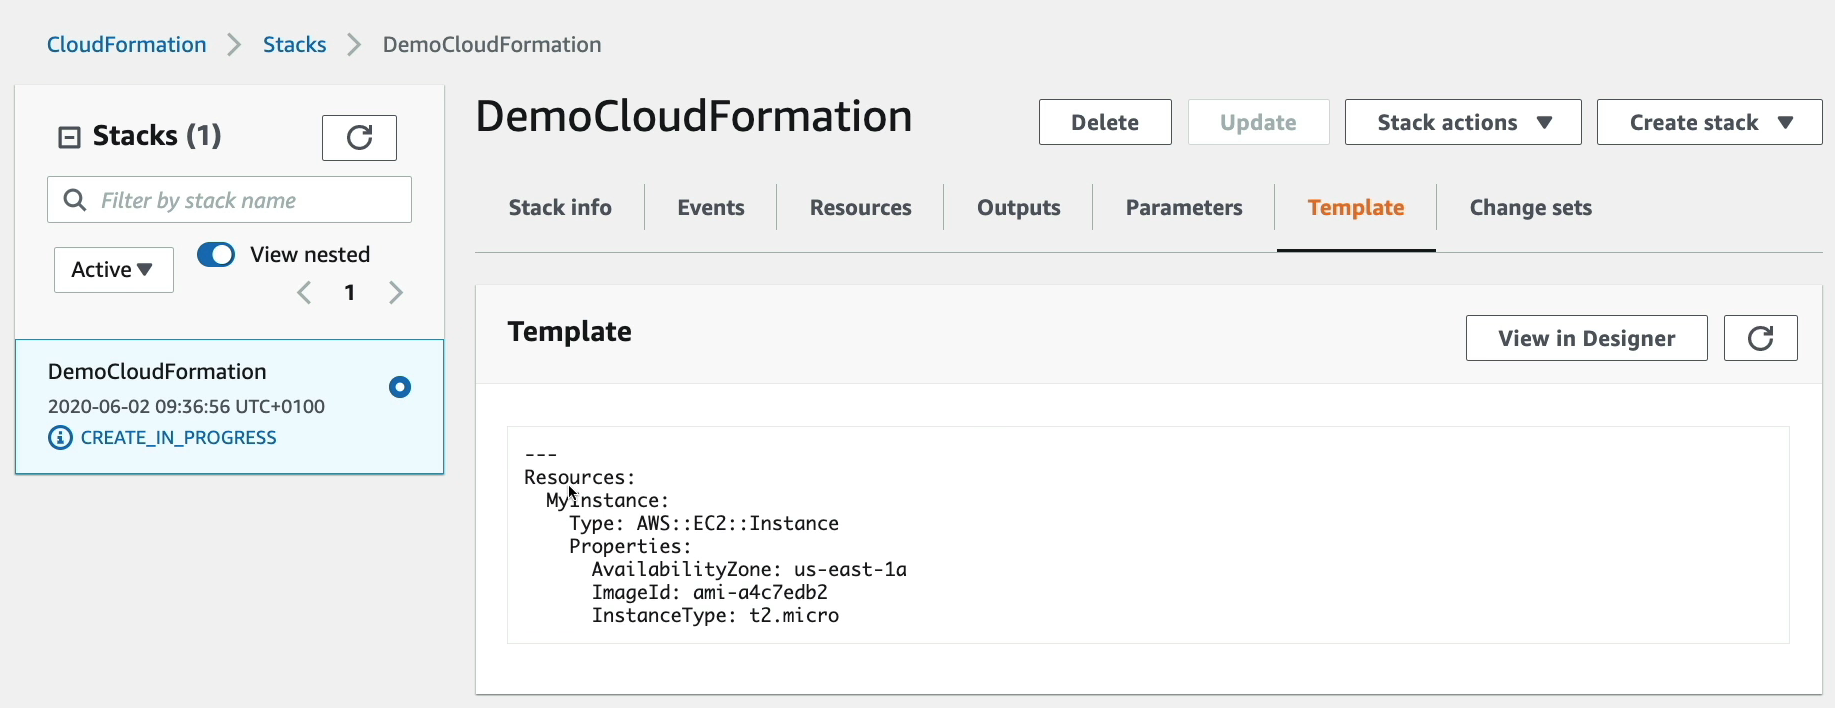 CloudFormation > Stacks > DemoCloudFormation
Stacks (1)
Filter by stack name
Active
View nested
1
DemoCloudFormation
2020-06-02 09:36:56 UTC+0100
CREATE_IN_PROGRESS
DemoCloudFormation
Delete
Update
Stack actions
Create stack
Stack info
Events
Resources
Outputs
Parameters
Template
Change sets
Template
View in Designer
---
Resources:
  MyInstance:
    Type: AWS::EC2::Instance
    Properties:
      AvailabilityZone: us-east-1a
      ImageId: ami-a4c7edb2
      InstanceType: t2.micro